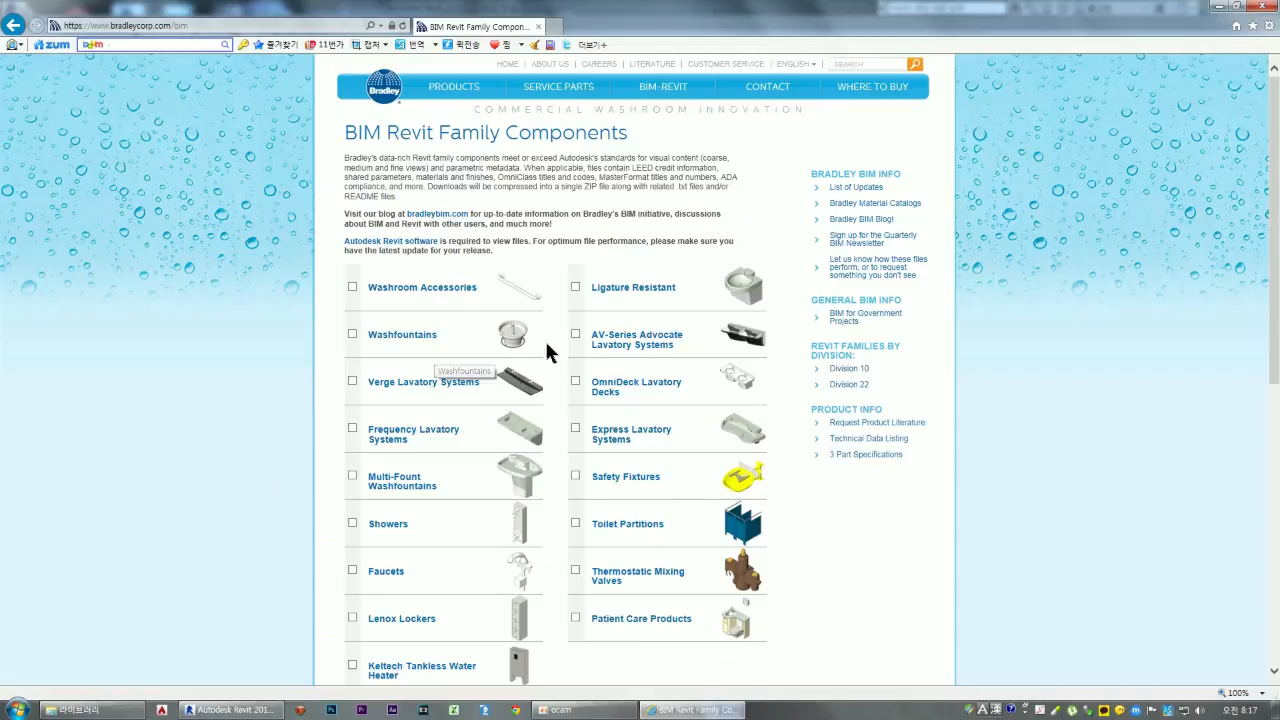 https://www.bradleycorp.com/bim
BIM Revit Family Compon...
zum
즐겨찾기
11번가
캡처
번역
퀵전송
찜
더보기+
HOME
ABOUT US
CAREERS
LITERATURE
CUSTOMER SERVICE
ENGLISH
SEARCH
Bradley
PRODUCTS
SERVICE PARTS
BIM-REVIT
CONTACT
WHERE TO BUY
COMMERCIAL WASHROOM INNOVATION
BIM Revit Family Components
Bradley's data-rich Revit family components meet or exceed Autodesk's standards for visual content (coarse,
medium and fine views) and parametric metadata. When applicable, files contain LEED credit information,
shared parameters, materials and finishes, OmniClass titles and codes, MasterFormat titles and numbers, ADA
compliance, and more. Downloads will be compressed into a single ZIP file along with related .txt files and/or
README files.
Visit our blog at bradleybim.com for up-to-date information on Bradley's BIM initiative, discussions
about BIM and Revit with other users, and much more!
Autodesk Revit software is required to view files. For optimum file performance, please make sure you
have the latest update for your release.
Washroom Accessories
Ligature Resistant
Washfountains
AV-Series Advocate
Lavatory Systems
Washfountains
Verge Lavatory Systems
OmniDeck Lavatory
Decks
Frequency Lavatory
Systems
Express Lavatory
Systems
Multi-Fount
Washfountains
Safety Fixtures
Showers
Toilet Partitions
Faucets
Thermostatic Mixing
Valves
Lenox Lockers
Patient Care Products
Keltech Tankless Water
Heater
BRADLEY BIM INFO
List of Updates
Bradley Material Catalogs
Bradley BIM Blog!
Sign up for the Quarterly
BIM Newsletter
Let us know how these files
perform, or to request
something you don't see
GENERAL BIM INFO
BIM for Government
Projects
REVIT FAMILIES BY
DIVISION:
Division 10
Division 22
PRODUCT INFO
Request Product Literature
Technical Data Listing
3 Part Specifications
100%
라이브러리
Autodesk Revit 201...
ocam
BIM Revit Family Co...
오후 8:17